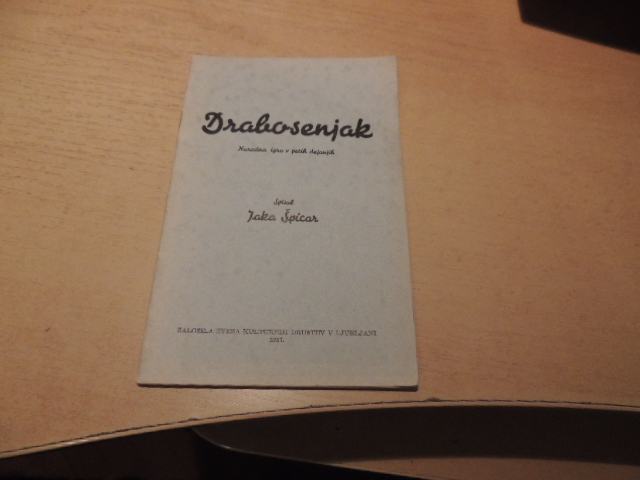 Drabosenjak
Narodna igra v petih dejanjih
Spisal
Jaka Špicar
ZALOŽILA ZVEZA KULTURNIH DRUŠTEV V LJUBLJANI